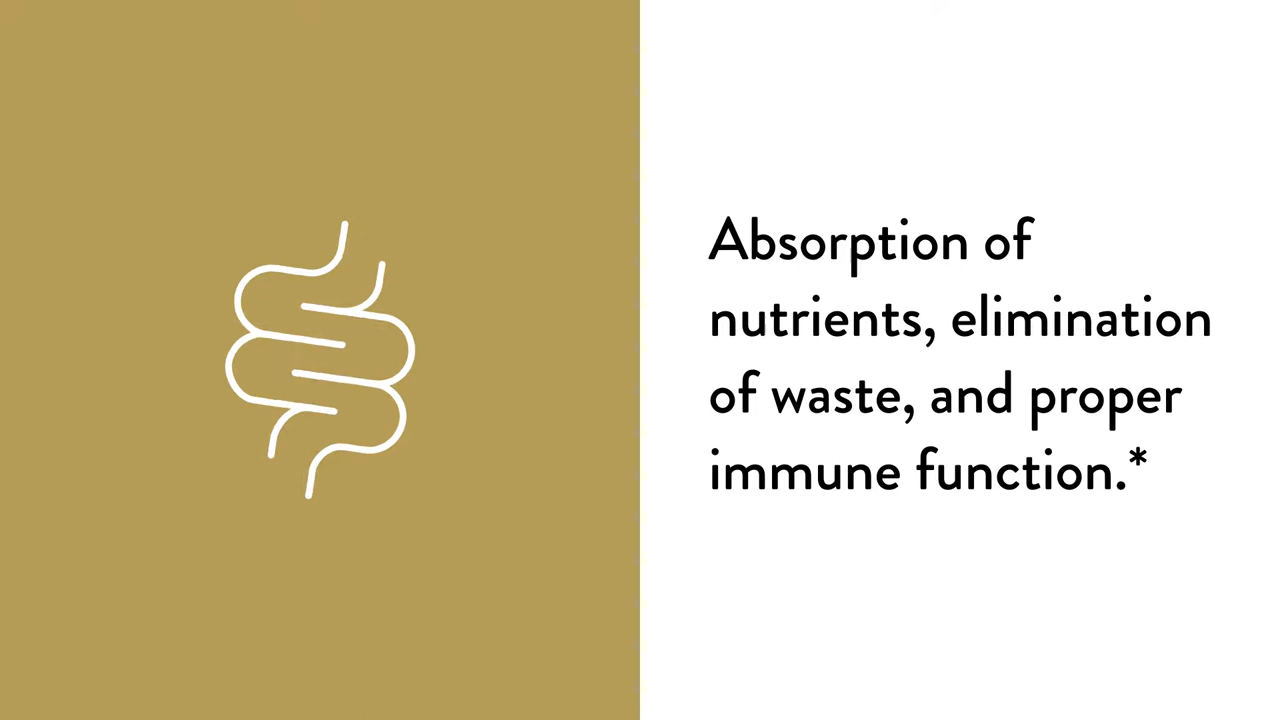 Absorption of
nutrients, elimination
of waste, and proper
immune function.*